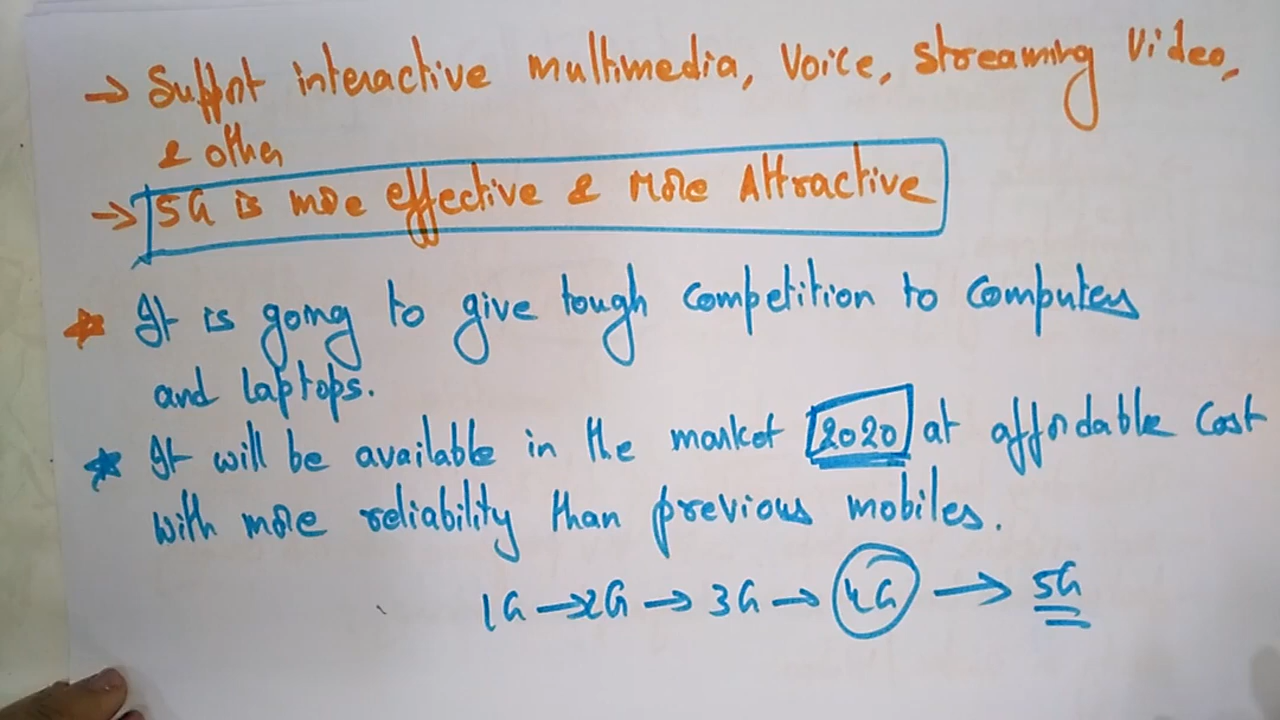 → Support interactive multimedia, Voice, streaming Video,
& other
→ 5G is more effective & More Attractive
★ It is going to give tough competition to computers
and laptops.
★ It will be available in the market 2020 at affordable cost
with more reliability than previous mobiles.
1G → 2G → 3G → 4G → 5G